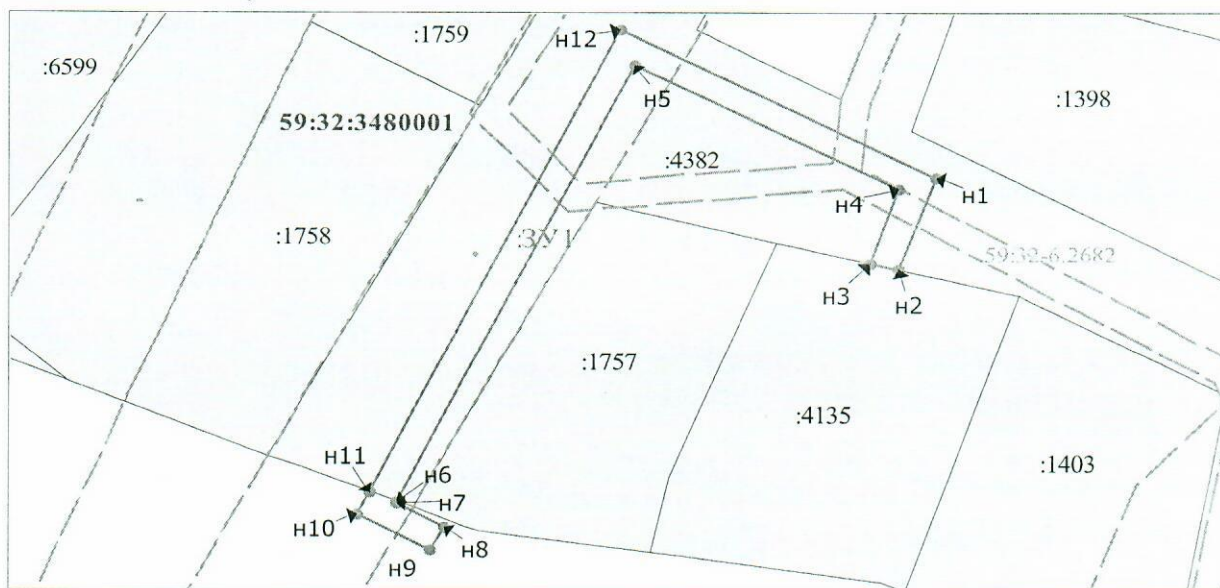 :1759
н12
:6599
н5
:1398
59:32:3480001
:4382
н1
н4
:1758
:ЗУ1
59:32-6.2682
н3
н2
:1757
:4135
:1403
н11
н6
н7
н10
н8
н9